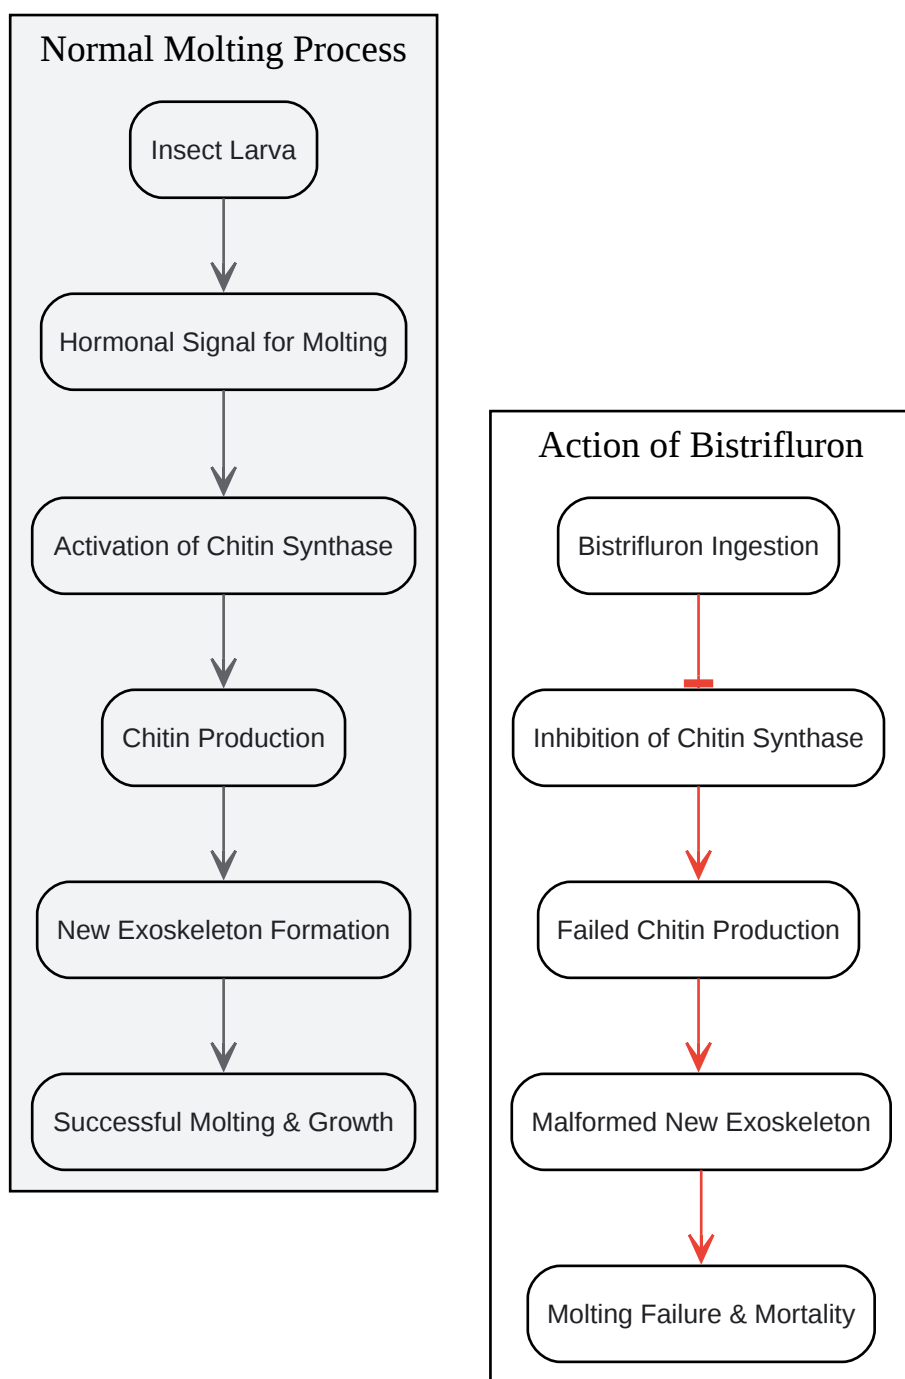 Normal Molting Process
Insect Larva
Hormonal Signal for Molting
Activation of Chitin Synthase
Chitin Production
New Exoskeleton Formation
Successful Molting & Growth
Action of Bistrifluron
Bistrifluron Ingestion
Inhibition of Chitin Synthase
Failed Chitin Production
Malformed New Exoskeleton
Molting Failure & Mortality